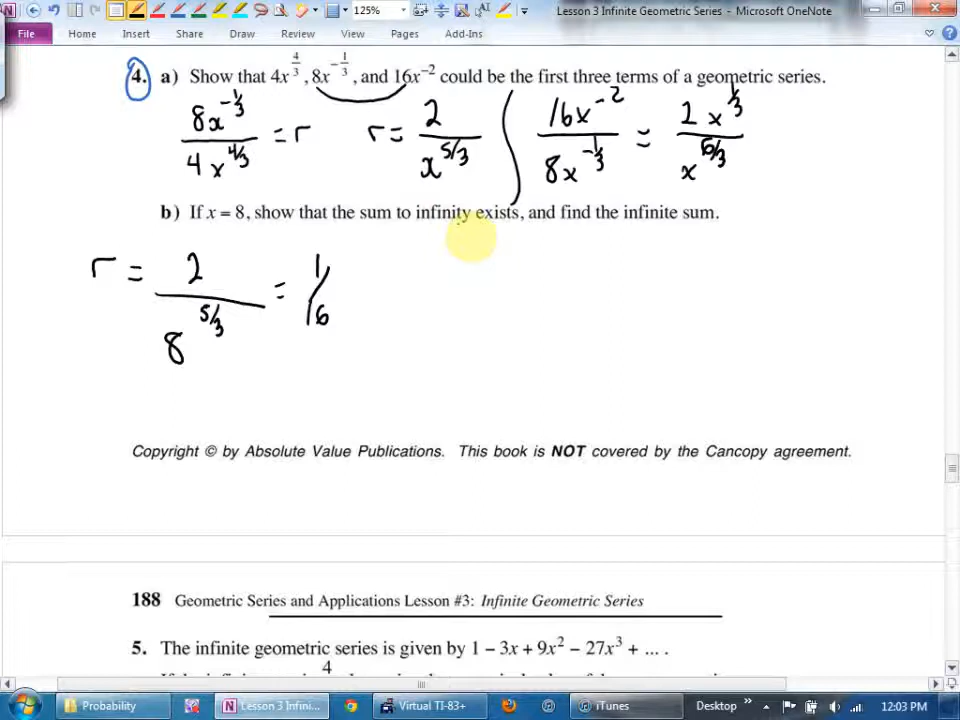 Lesson 3 Infinite Geometric Series - Microsoft OneNote
125%
File Home Insert Share Draw Review View Pages Add-Ins
4. a) Show that 4x^{4/3}, 8x^{-1/3}, and 16x^{-2} could be the first three terms of a geometric series.
8x^{-1/3} / 4x^{4/3} = r   r = 2 / x^{5/3}   16x^{-2} / 8x^{-1/3} = 2x^{1/3} / x^{6/3}
b) If x = 8, show that the sum to infinity exists, and find the infinite sum.
r = 2 / 8^{5/3} = 1/16
Copyright © by Absolute Value Publications. This book is NOT covered by the Cancopy agreement.
188 Geometric Series and Applications Lesson #3: Infinite Geometric Series
5. The infinite geometric series is given by 1 – 3x + 9x² – 27x³ + ... .
4
Probability Lesson 3 Infini... Virtual TI-83+ iTunes Desktop 12:03 PM